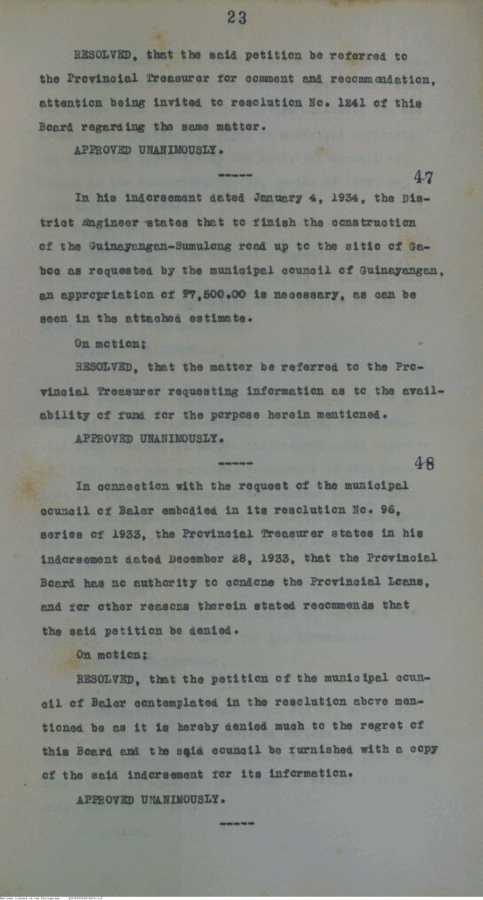 23
RESOLVED, that the said petition be referred to
the Provincial Treasurer for comment and recommendation,
attention being invited to resolution No. 1241 of this
Board regarding the same matter.
APPROVED UNANIMOUSLY.
-----
47
In his indorsement dated January 4, 1934, the Dis-
trict Engineer states that to finish the construction
of the Guinayangan-Sumulong road up to the sitio of Ga-
boc as requested by the municipal council of Guinayangan,
an appropriation of ₱7,500.00 is necessary, as can be
seen in the attached estimate.
On motion;
RESOLVED, that the matter be referred to the Pro-
vincial Treasurer requesting information as to the avail-
ability of fund for the porpose herein mentioned.
APPROVED UNANIMOUSLY.
-----
48
In connection with the request of the municipal
council of Baler embodied in its resolution No. 96,
series of 1933, the Provincial Treasurer states in his
indorsement dated December 28, 1933, that the Provincial
Board has no authority to condone the Provincial Loans,
and for other reasons therein stated recommends that
the said petition be denied.
On motion;
RESOLVED, that the petition of the municipal coun-
cil of Baler contemplated in the resolution above men-
tioned be as it is hereby denied much to the regret of
this Board and the said council be furnished with a copy
of the said indorsement for its information.
APPROVED UNANIMOUSLY.
-----
National Library of the Philippines